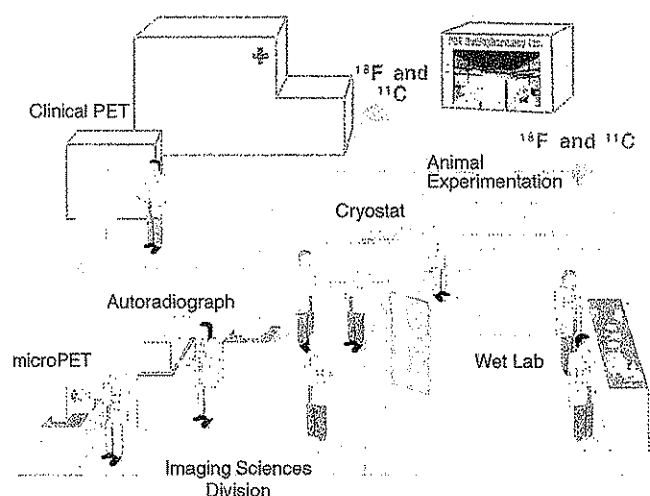 ¹⁸F and
¹¹C
Clinical PET
¹⁸F and ¹¹C
Animal
Experimentation
Cryostat
Autoradiograph
microPET
Wet Lab
Imaging Sciences
Division